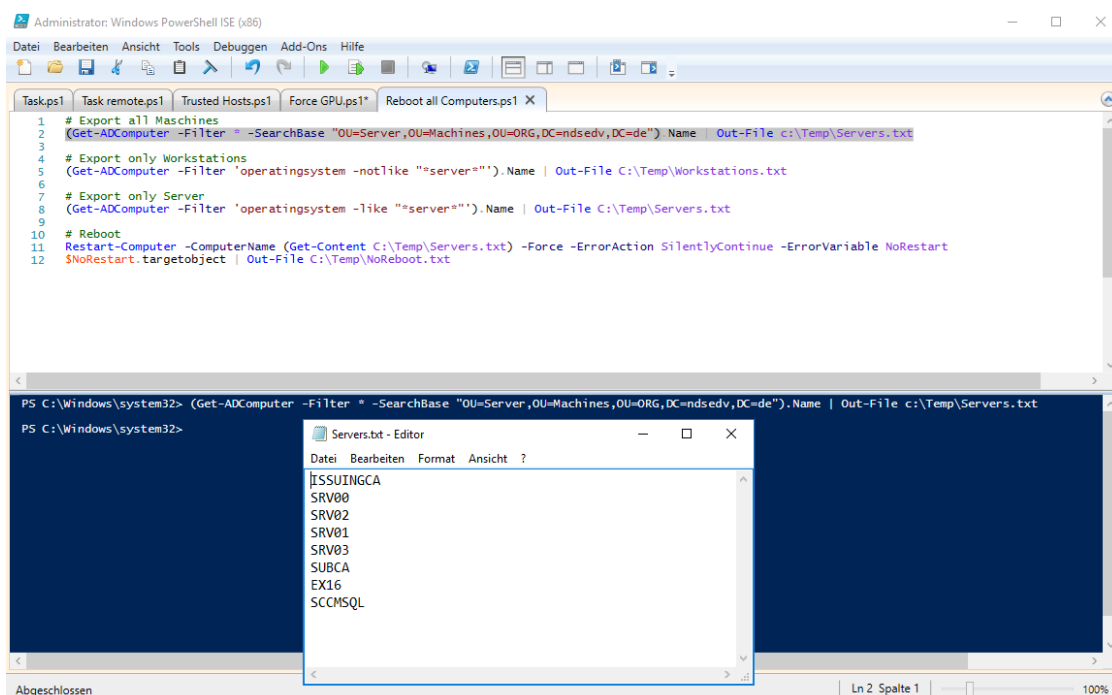 Administrator: Windows PowerShell ISE (x86)
Datei Bearbeiten Ansicht Tools Debuggen Add-Ons Hilfe
Task.ps1 Task remote.ps1 Trusted Hosts.ps1 Force GPU.ps1* Reboot all Computers.ps1 X
1 # Export all Maschines
2 (Get-ADComputer -Filter * -SearchBase "OU=Server,OU=Machines,OU=ORG,DC=ndsedv,DC=de").Name | Out-File c:\Temp\Servers.txt
3
4 # Export only Workstations
5 (Get-ADComputer -Filter 'operatingsystem -notlike "*server*"').Name | Out-File C:\Temp\Workstations.txt
6
7 # Export only Server
8 (Get-ADComputer -Filter 'operatingsystem -like "*server*"').Name | Out-File C:\Temp\Servers.txt
9
10 # Reboot
11 Restart-Computer -ComputerName (Get-Content C:\Temp\Servers.txt) -Force -ErrorAction SilentlyContinue -ErrorVariable NoRestart
12 $NoRestart.targetobject | Out-File C:\Temp\NoReboot.txt
PS C:\Windows\system32> (Get-ADComputer -Filter * -SearchBase "OU=Server,OU=Machines,OU=ORG,DC=ndsedv,DC=de").Name | Out-File c:\Temp\Servers.txt
PS C:\Windows\system32>
Servers.txt - Editor
Datei Bearbeiten Format Ansicht ?
ISSUINGCA
SRV00
SRV02
SRV01
SRV03
SUBCA
EX16
SCCMSQL
Abgeschlossen Ln 2 Spalte 1 100%